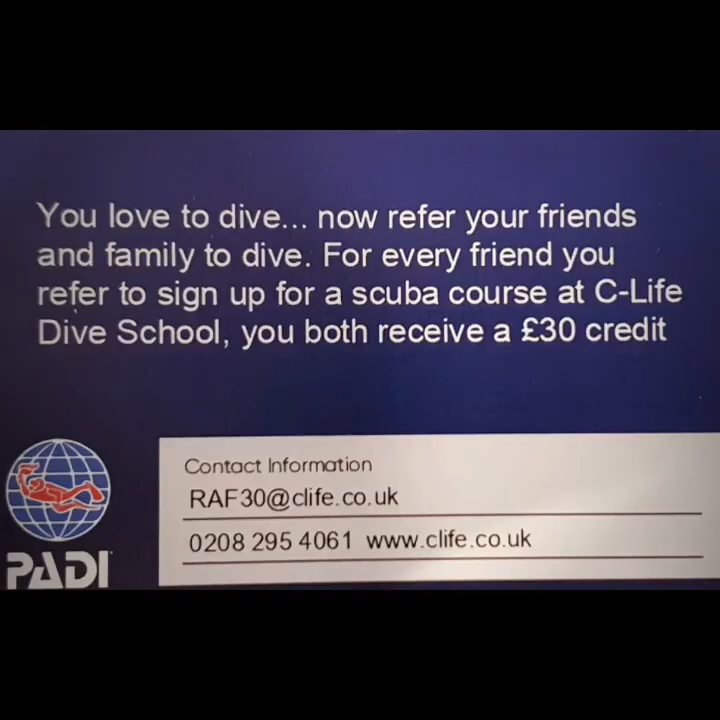 You love to dive... now refer your friends
and family to dive. For every friend you
refer to sign up for a scuba course at C-Life
Dive School, you both receive a £30 credit
Contact Information
RAF30@clife.co.uk
0208 295 4061 www.clife.co.uk
PADI